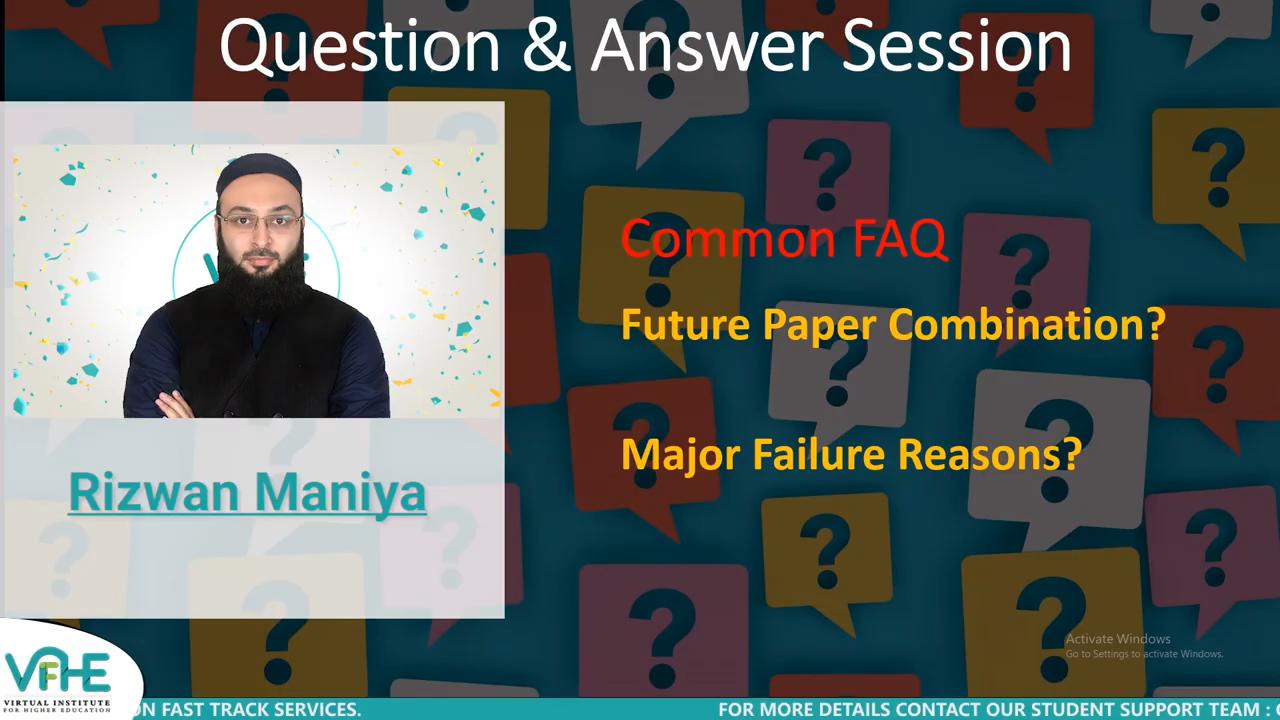 Question & Answer Session
Common FAQ
Future Paper Combination?
Major Failure Reasons?
Rizwan Maniya
Activate Windows
Go to Settings to activate Windows.
VIFHE
VIRTUAL INSTITUTE
FOR HIGHER EDUCATION
ON FAST TRACK SERVICES.
FOR MORE DETAILS CONTACT OUR STUDENT SUPPORT TEAM :